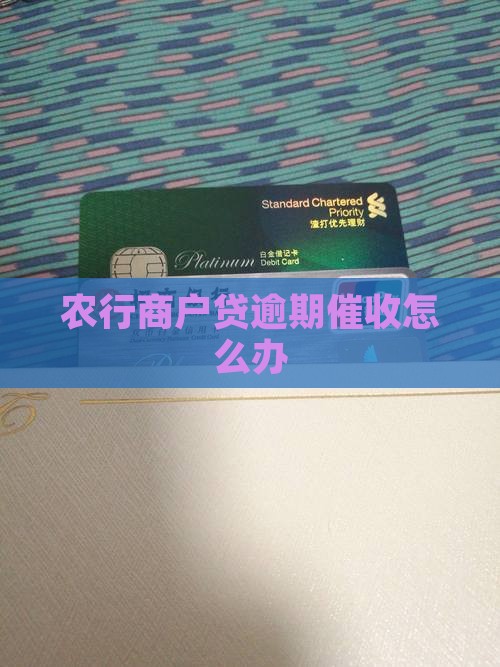 Standard Chartered
Priority
渣打优先理财
Platinum
白金借记卡
Debit Card
农行商户贷逾期催收怎
么办